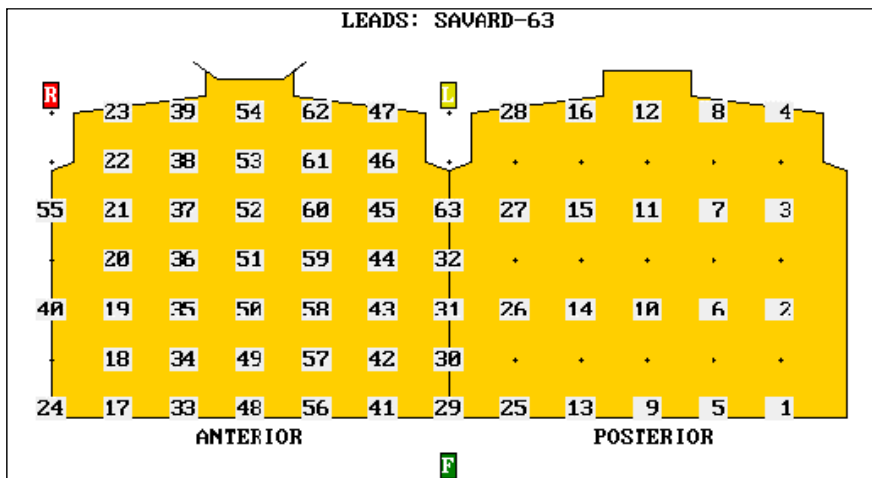 LEADS: SAVARD-63
R L
23 39 54 62 47 28 16 12 8 4
22 38 53 61 46
55 21 37 52 60 45 63 27 15 11 7 3
20 36 51 59 44 32
40 19 35 50 58 43 31 26 14 10 6 2
18 34 49 57 42 30
24 17 33 48 56 41 29 25 13 9 5 1
ANTERIOR POSTERIOR
F